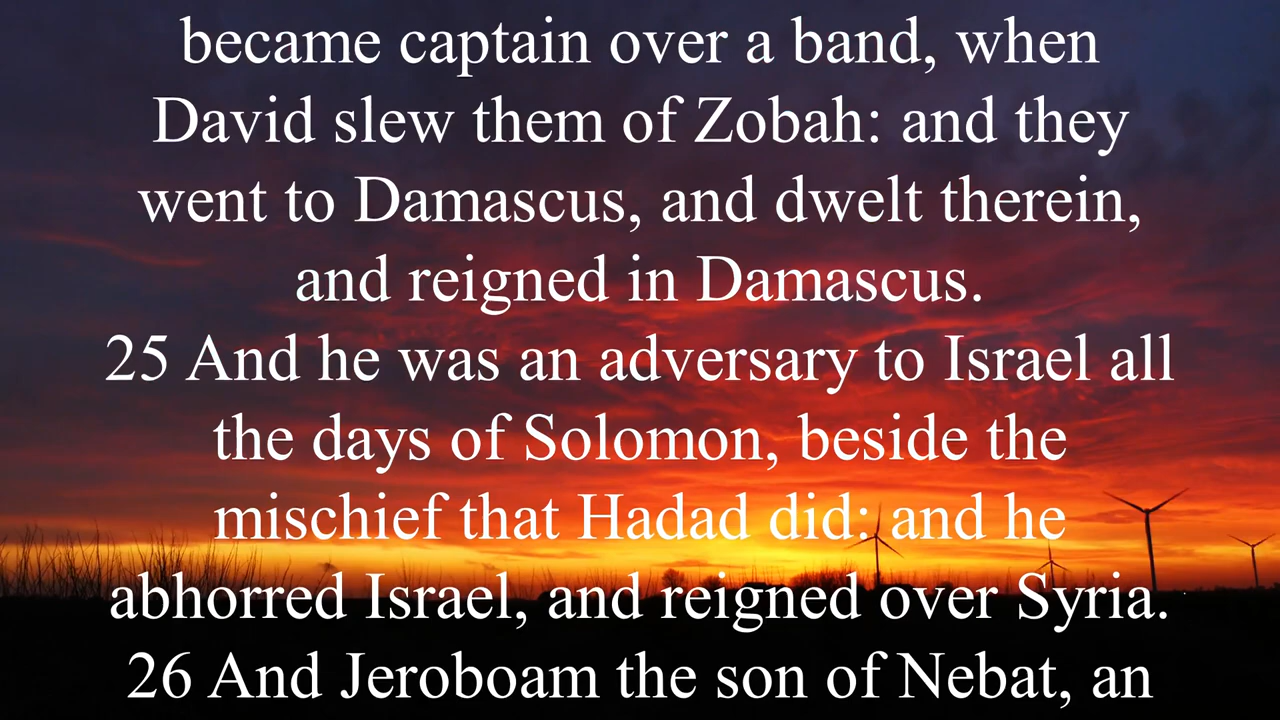 became captain over a band, when
David slew them of Zobah: and they
went to Damascus, and dwelt therein,
and reigned in Damascus.
25 And he was an adversary to Israel all
the days of Solomon, beside the
mischief that Hadad did: and he
abhorred Israel, and reigned over Syria.
26 And Jeroboam the son of Nebat, an